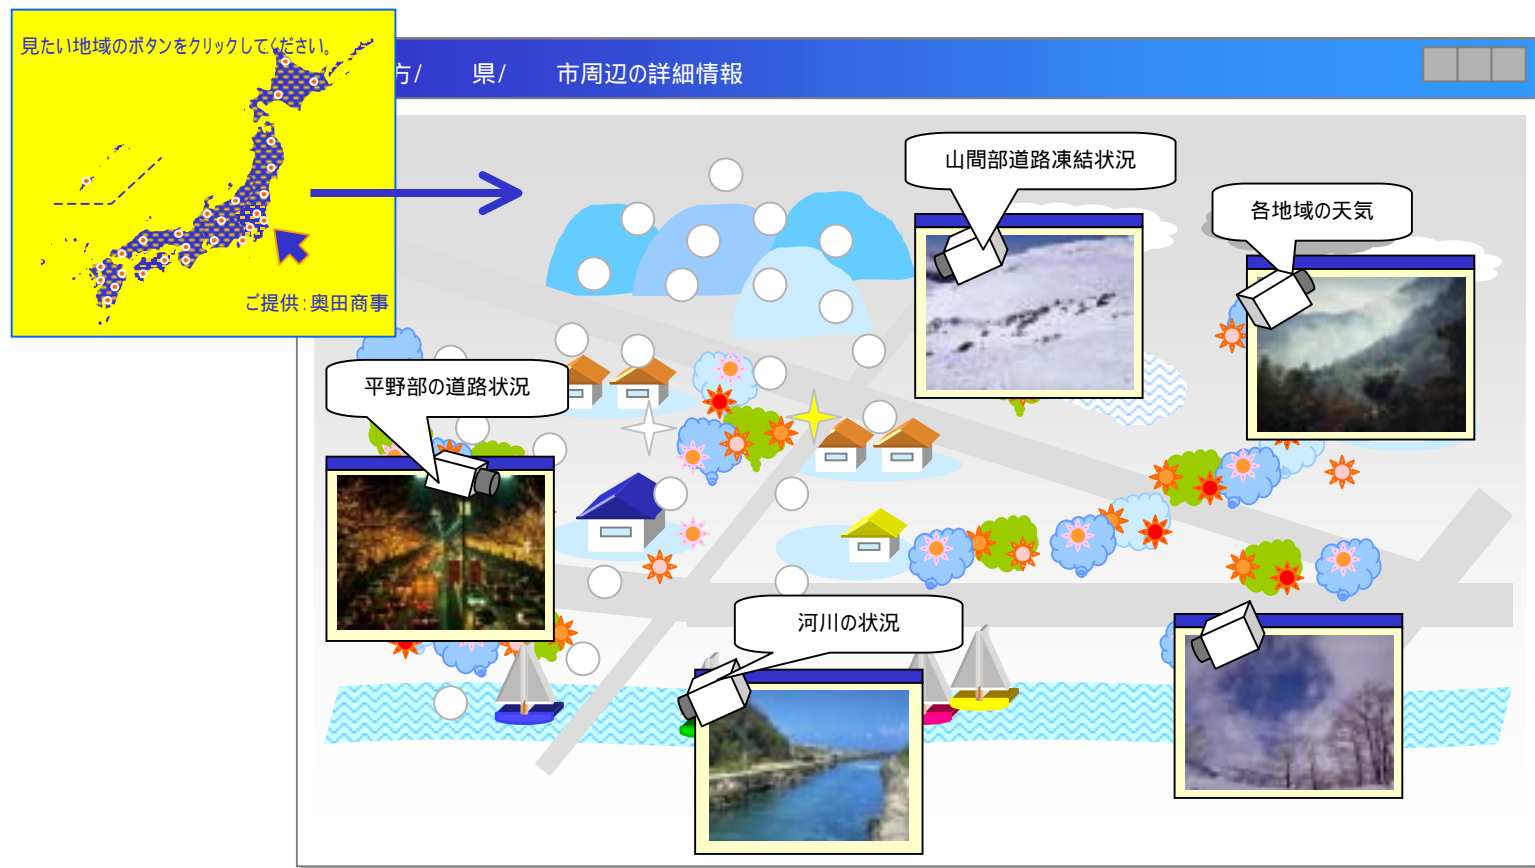 見たい地域のボタンをクリックしてください。
方/　　県/　　市周辺の詳細情報
山間部道路凍結状況
各地域の天気
ご提供：奥田商事
平野部の道路状況
河川の状況